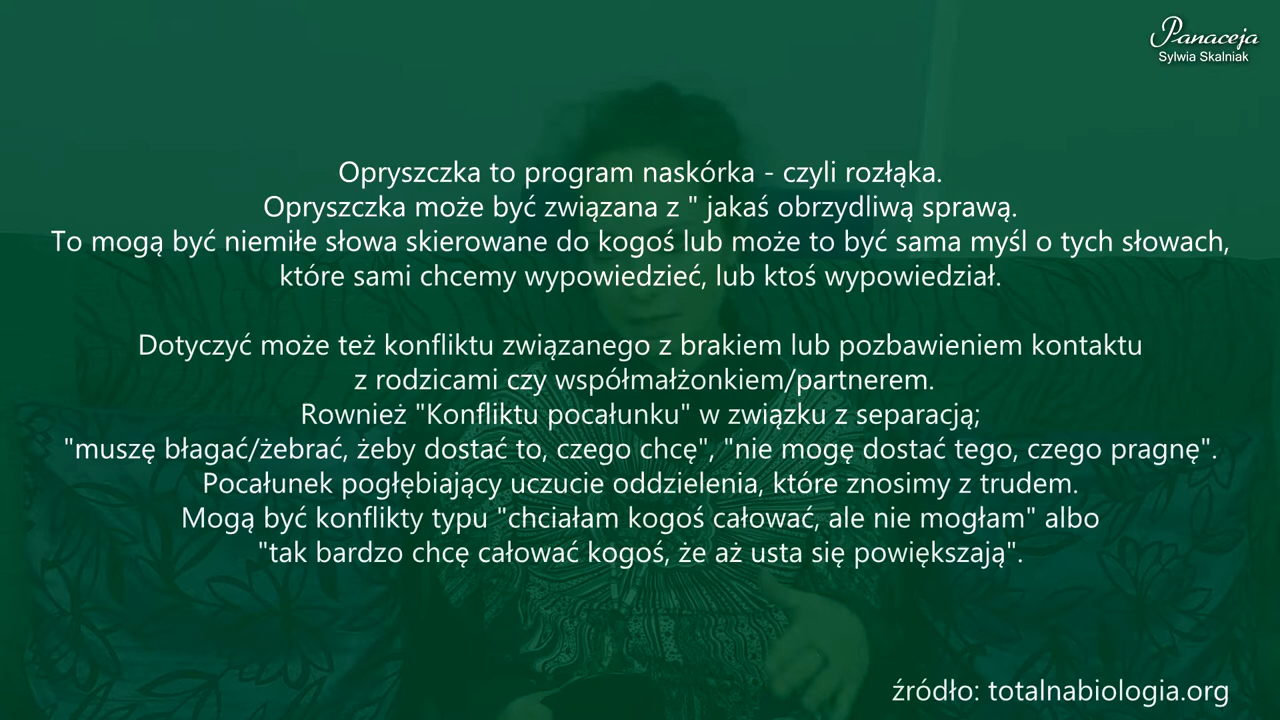 Panaceja
Sylwia Skalniak
Opryszczka to program naskórka - czyli rozłąka.
Opryszczka może być związana z " jakaś obrzydliwą sprawą.
To mogą być niemiłe słowa skierowane do kogoś lub może to być sama myśl o tych słowach,
które sami chcemy wypowiedzieć, lub ktoś wypowiedział.
Dotyczyć może też konfliktu związanego z brakiem lub pozbawieniem kontaktu
z rodzicami czy współmałżonkiem/partnerem.
Rownież "Konfliktu pocałunku" w związku z separacją;
"muszę błagać/żebrać, żeby dostać to, czego chcę", "nie mogę dostać tego, czego pragnę".
Pocałunek pogłębiający uczucie oddzielenia, które znosimy z trudem.
Mogą być konflikty typu "chciałam kogoś całować, ale nie mogłam" albo
"tak bardzo chcę całować kogoś, że aż usta się powiększają".
źródło: totalnabiologia.org